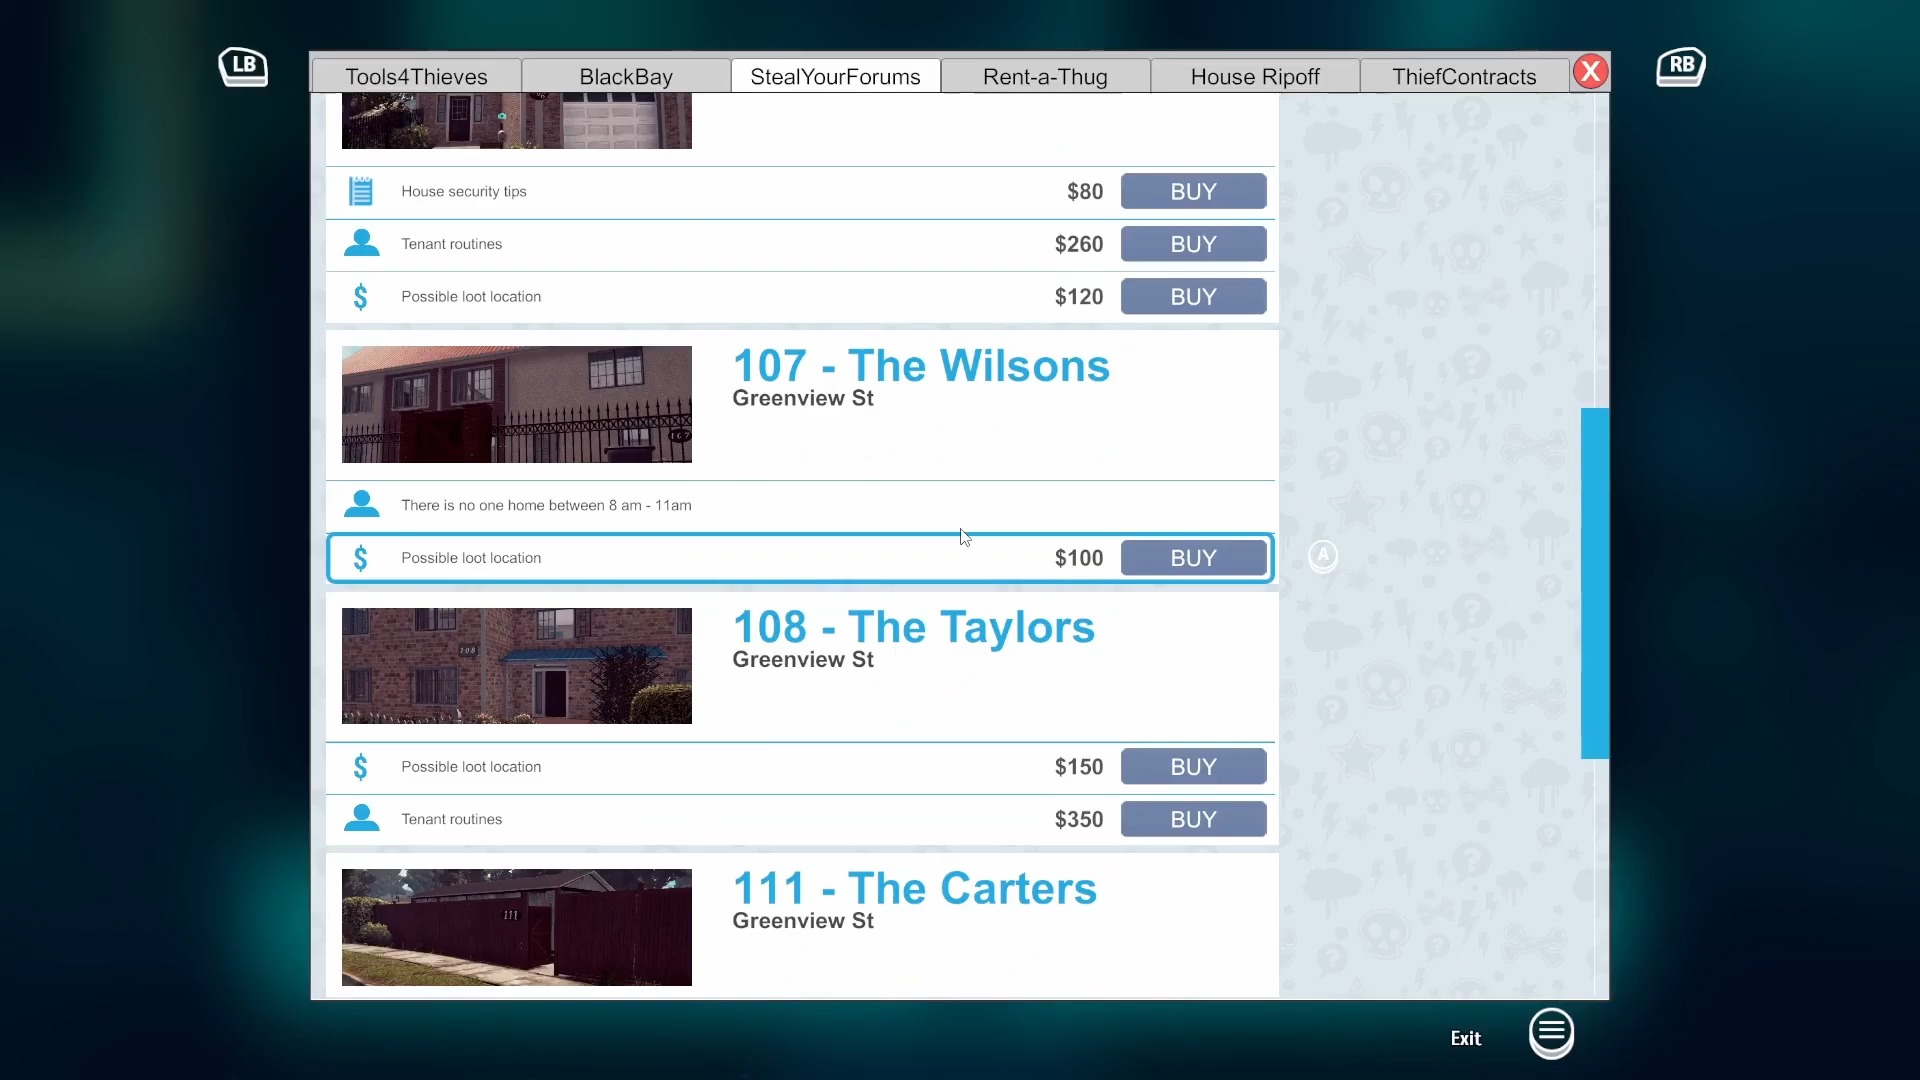 LB
Tools4Thieves
BlackBay
StealYourForums
Rent-a-Thug
House Ripoff
ThiefContracts
X
RB
House security tips
$80
BUY
Tenant routines
$260
BUY
$
Possible loot location
$120
BUY
107
107 - The Wilsons
Greenview St
There is no one home between 8 am - 11am
$
Possible loot location
$100
BUY
A
108
108 - The Taylors
Greenview St
$
Possible loot location
$150
BUY
Tenant routines
$350
BUY
111
111 - The Carters
Greenview St
Exit